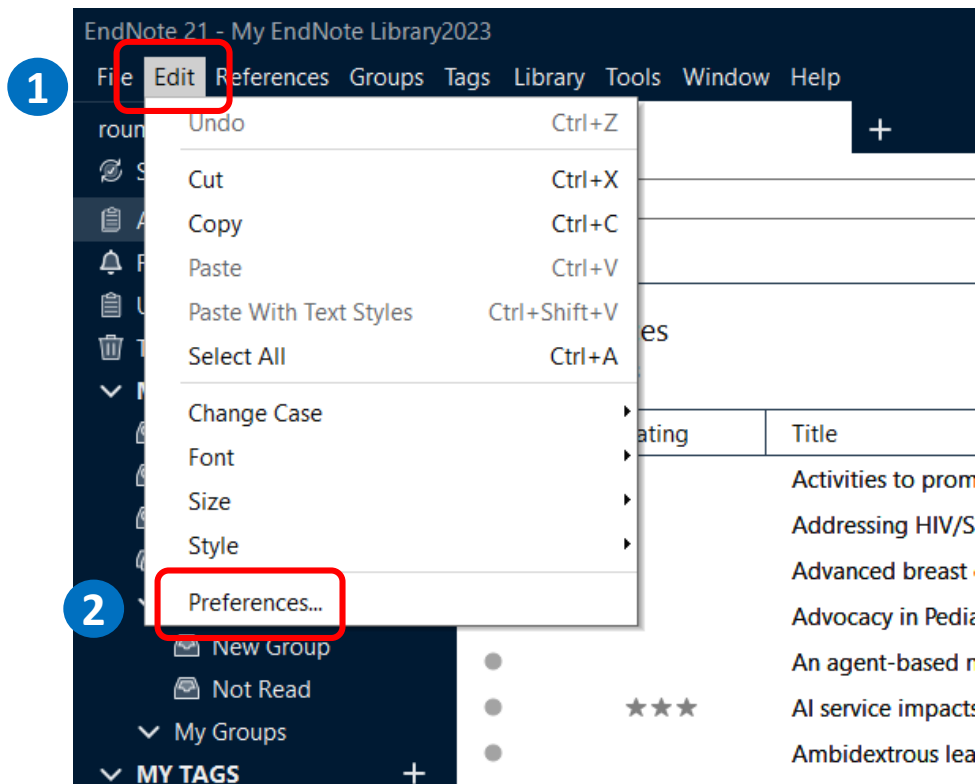 EndNote 21 - My EndNote Library2023
1
File Edit References Groups Tags Library Tools Window Help
Undo Ctrl+Z
+
Cut Ctrl+X
Copy Ctrl+C
Paste Ctrl+V
Paste With Text Styles Ctrl+Shift+V
Select All Ctrl+A
Change Case
Font
Size
Style
2
Preferences...
Title
Activities to prom
Addressing HIV/S
Advanced breast
Advocacy in Pedia
An agent-based
★★★ AI service impacts
Ambidextrous lea
New Group
Not Read
My Groups
MY TAGS +